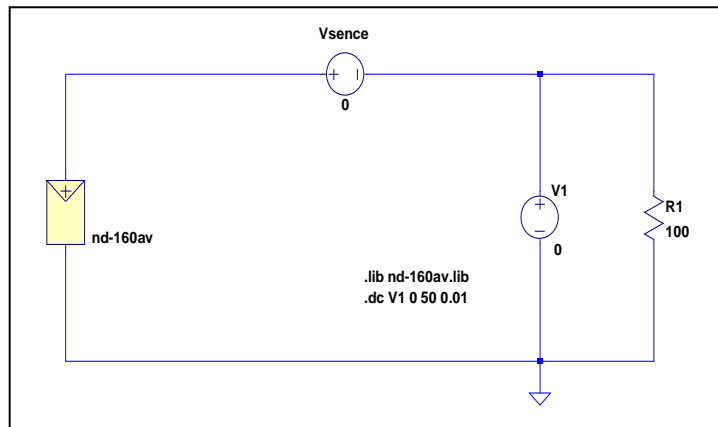 Vsence
0
V1
0
R1
100
nd-160av
.lib nd-160av.lib
.dc V1 0 50 0.01